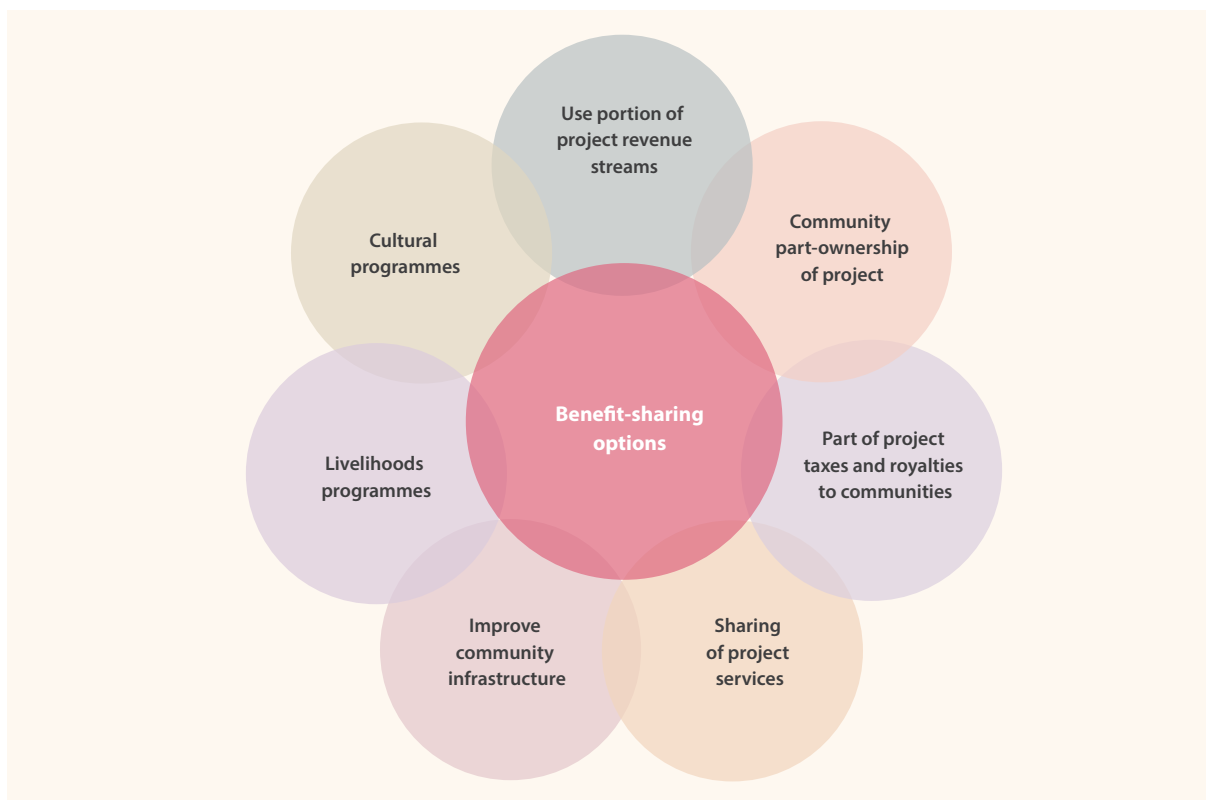 Use portion of
project revenue
streams
Community
part-ownership
of project
Part of project
taxes and royalties
to communities
Sharing
of project
services
Improve
community
infrastructure
Livelihoods
programmes
Cultural
programmes
Benefit-sharing
options